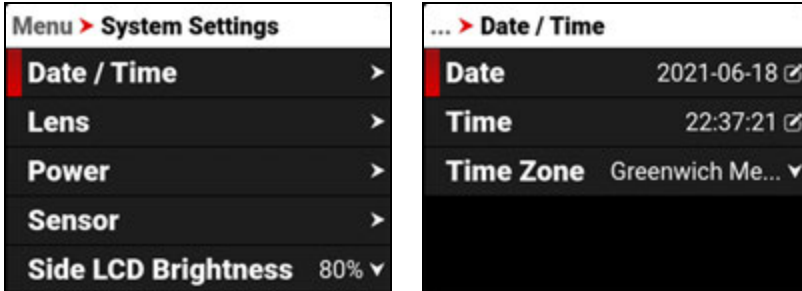 Menu > System Settings
Date / Time
Lens
Power
Sensor
Side LCD Brightness 80%
... > Date / Time
Date 2021-06-18
Time 22:37:21
Time Zone Greenwich Me...